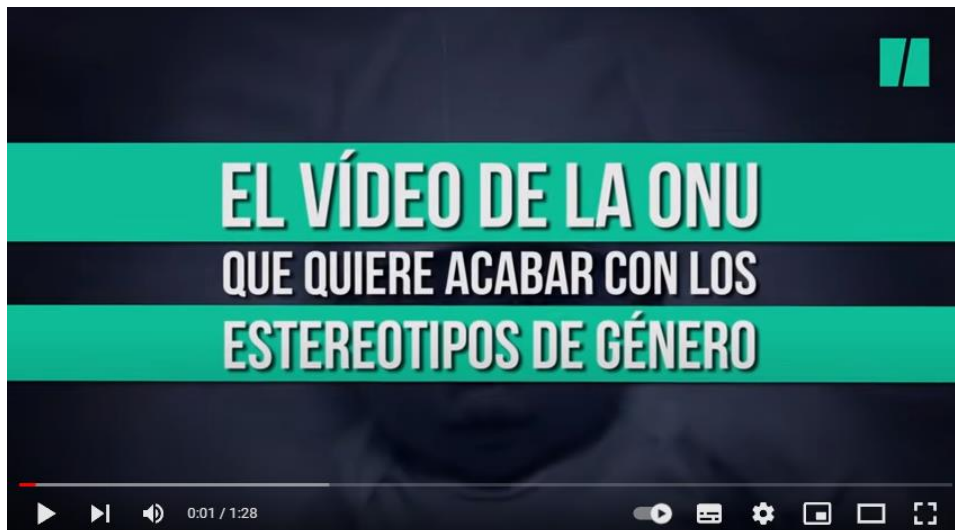 EL VÍDEO DE LA ONU
QUE QUIERE ACABAR CON LOS
ESTEREOTIPOS DE GÉNERO
0:01 / 1:28